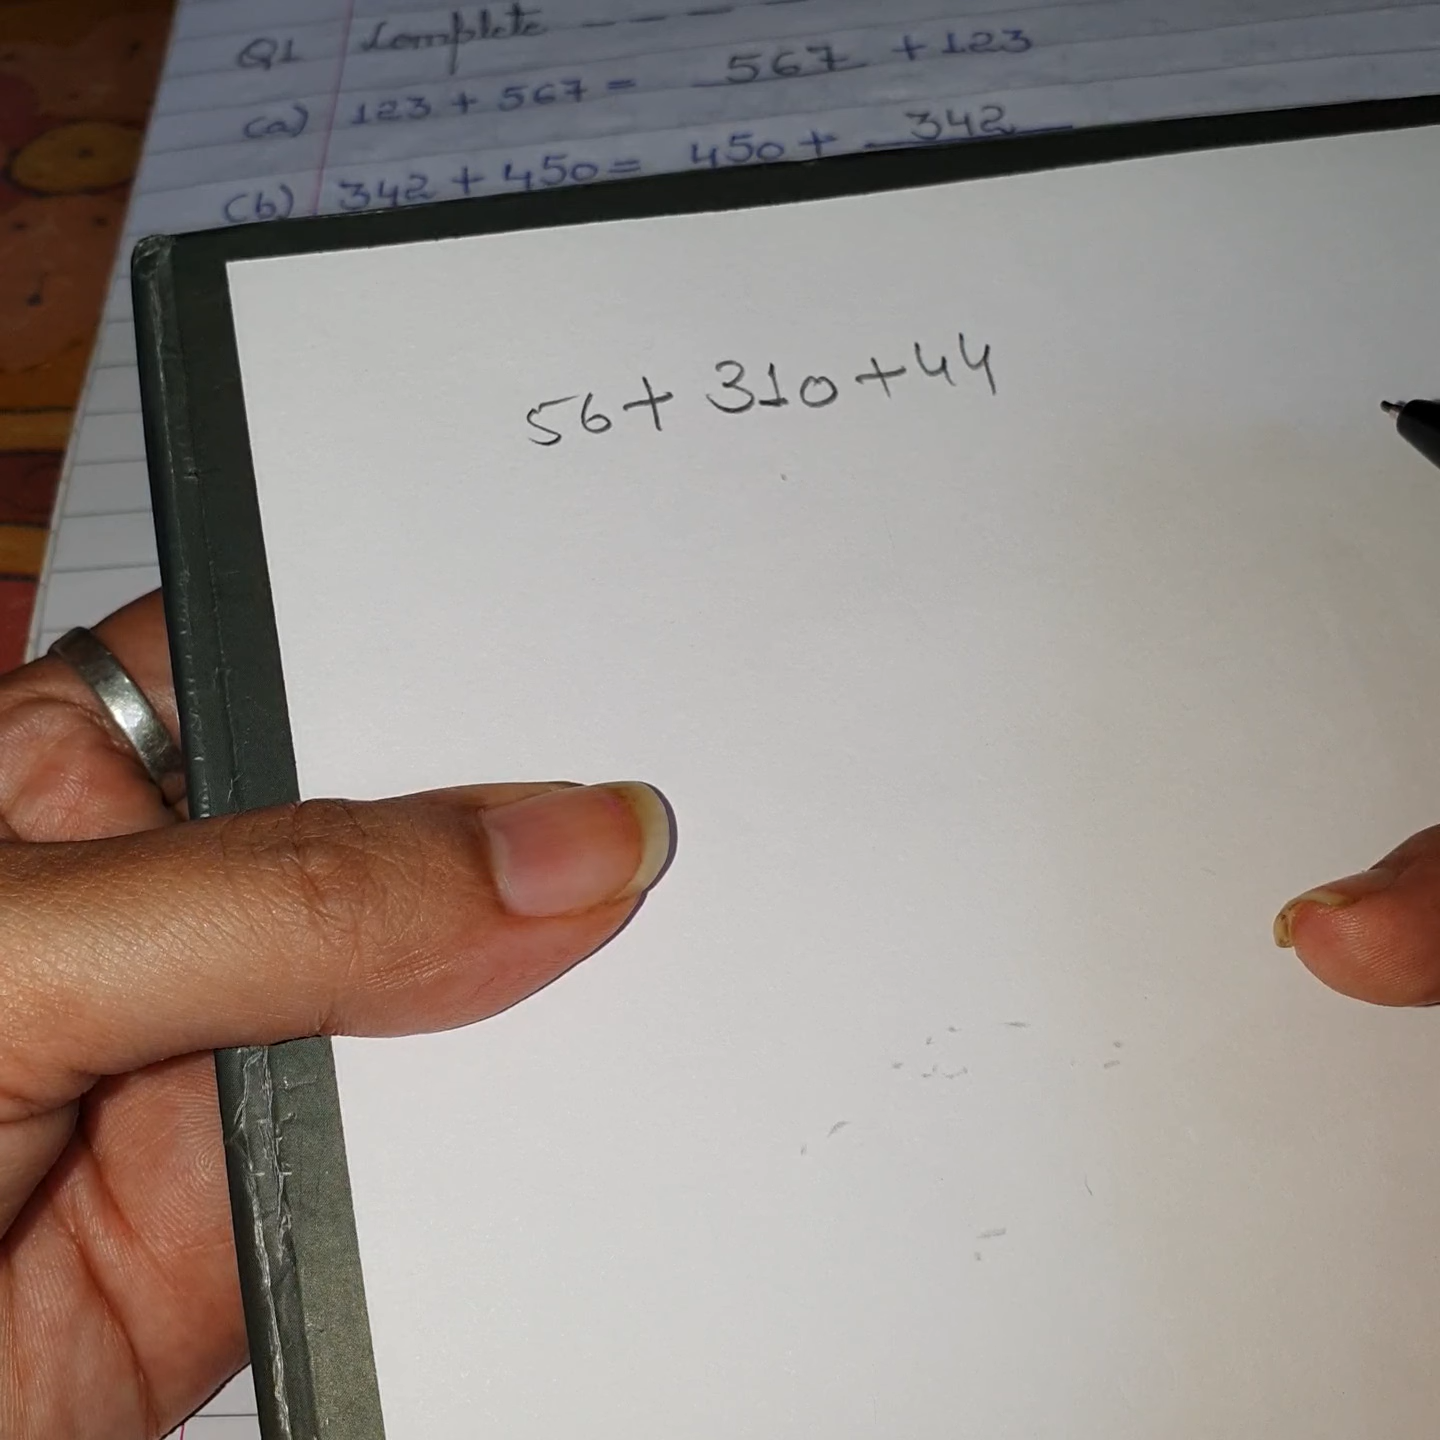 Q1 Complete ----
(a) 123 + 567 = 567 + 123
(b) 342 + 450 = 450 + 342
56 + 310 + 44